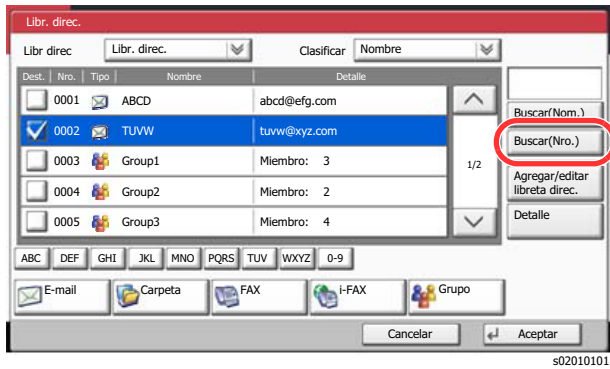 Libr. direc.
Libr direc Libr. direc. Clasificar Nombre
Dest. Nro. Tipo Nombre Detalle
0001 ABCD abcd@efg.com
0002 TUVW tuvw@xyz.com
0003 Group1 Miembro: 3
0004 Group2 Miembro: 2
0005 Group3 Miembro: 4
1/2
Buscar(Nom.)
Buscar(Nro.)
Agregar/editar
libreta direc.
Detalle
ABC DEF GHI JKL MNO PQRS TUV WXYZ 0-9
E-mail Carpeta FAX i-FAX Grupo
Cancelar Aceptar
s02010101